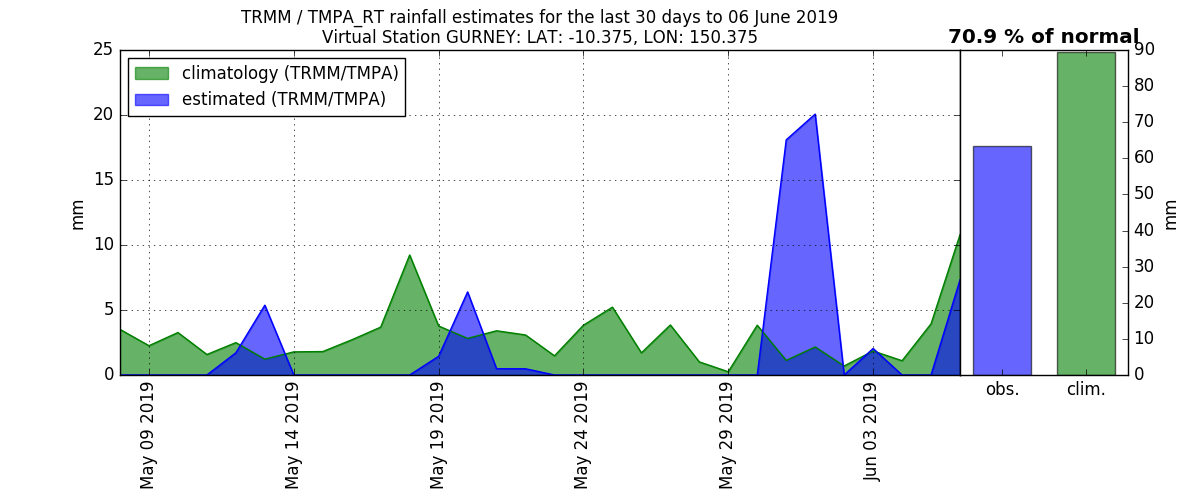 TRMM / TMPA_RT rainfall estimates for the last 30 days to 06 June 2019
Virtual Station GURNEY: LAT: -10.375, LON: 150.375
70.9 % of normal
climatology (TRMM/TMPA)
estimated (TRMM/TMPA)
25
20
15
10
5
0
mm
May 09 2019
May 14 2019
May 19 2019
May 24 2019
May 29 2019
Jun 03 2019
obs.
clim.
90
80
70
60
50
40
30
20
10
0
mm